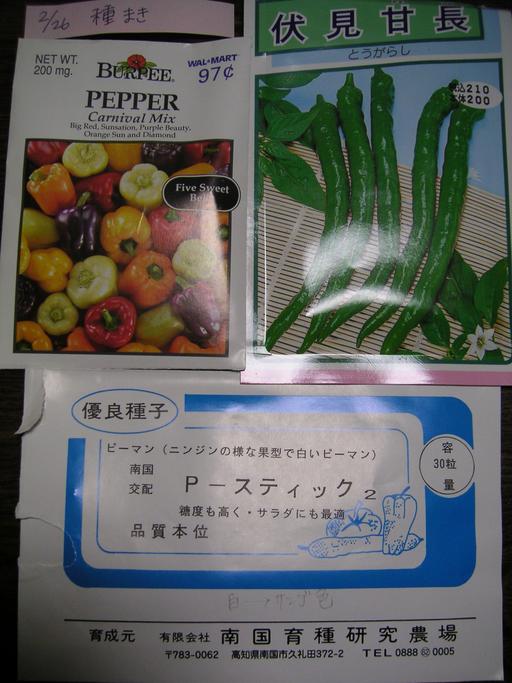 2/26 種まき
NET WT.
200 mg.
BURPEE®
WAL★MART
97¢
PEPPER
Carnival Mix
Big Red, Sunsation, Purple Beauty,
Orange Sun and Diamond
Five Sweet
伏見甘長
とうがらし
210
200
優良種子
ピーマン (ニンジンの様な果型で白いピーマン)
南国
交配
P-スティック2
糖度も高く・サラダにも最適
品質本位
容
30粒
量
育成元 有限会社 南国育種研究農場
〒783-0062 高知県南国市久礼田372-2 TEL 0888 62 0005